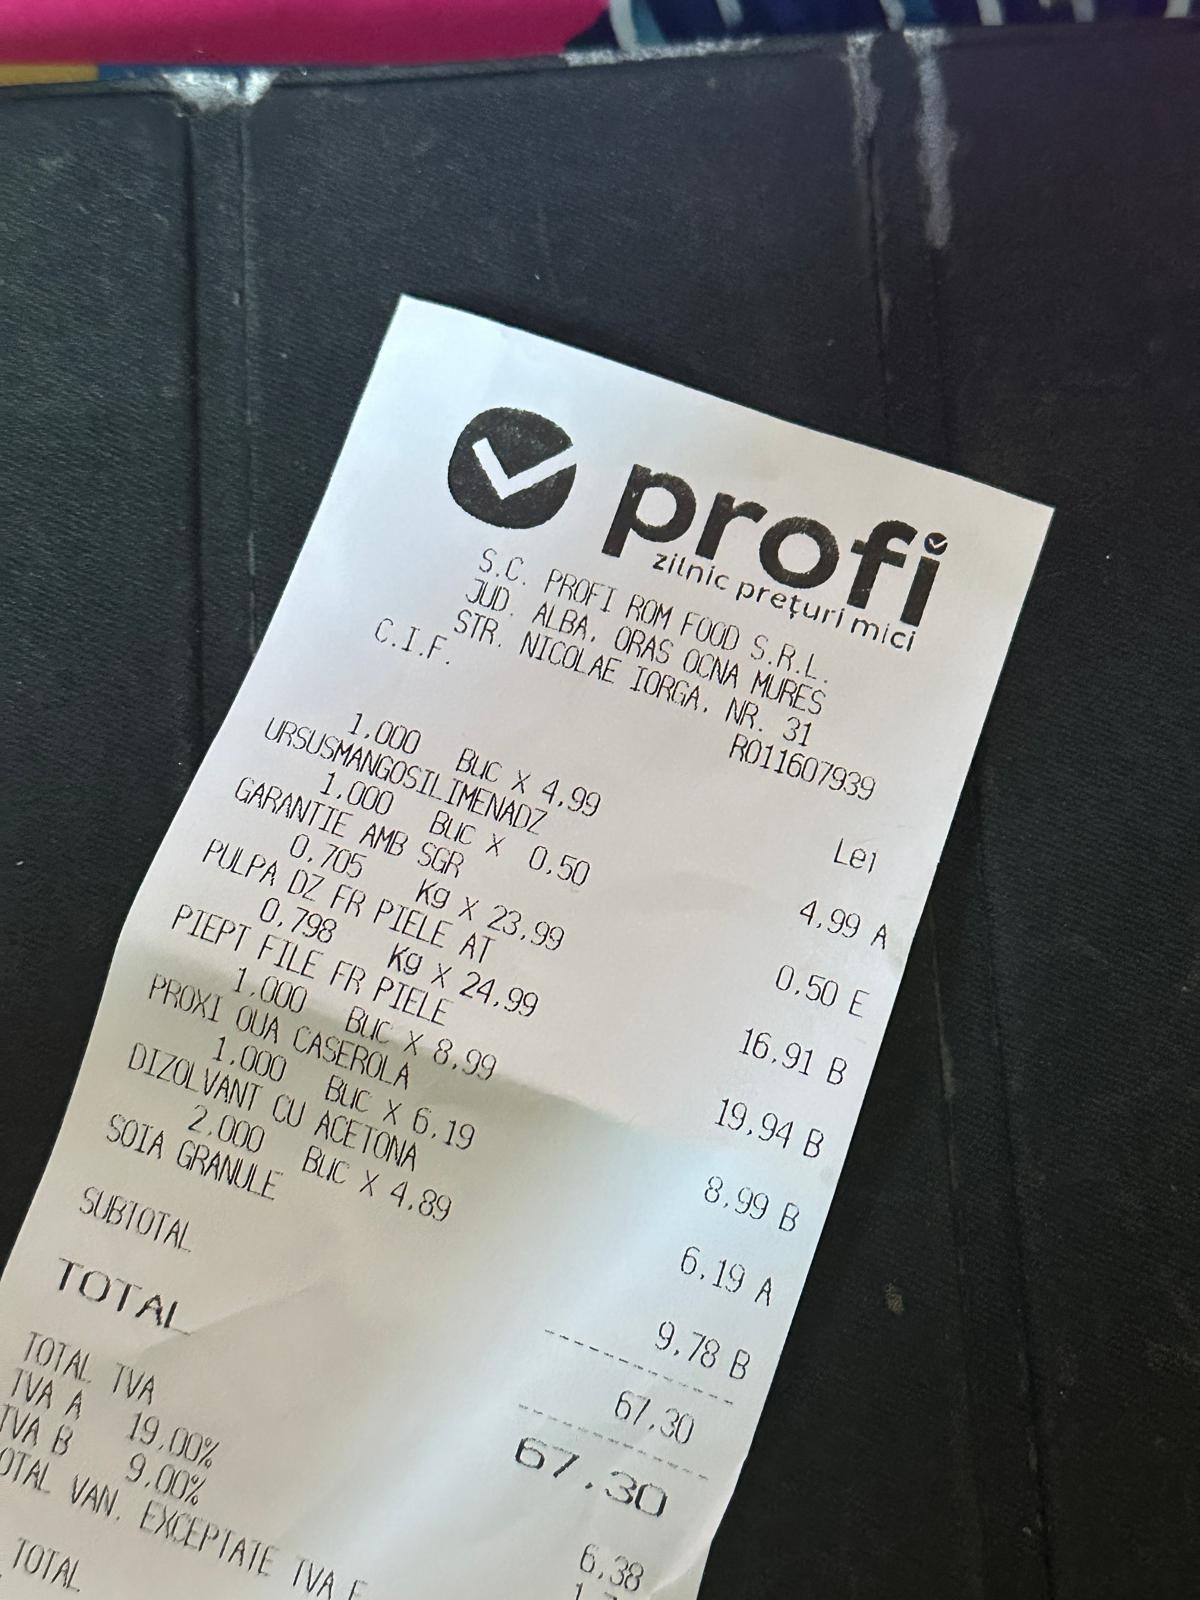 profi
zilnic prețuri mici
S.C. PROFI ROM FOOD S.R.L.
JUD. ALBA, ORAS OCNA MURES
STR. NICOLAE IORGA, NR. 31
C.I.F. RO11607939
Lei
1,000 Buc X 4,99
URSUSMANGOSILIMENADZ 4,99 A
1,000 Buc X 0,50
GARANTIE AMB SGR 0,50 E
0,705 Kg X 23,99
PULPA DZ FR PIELE AT 16,91 B
0,798 Kg X 24,99
PIEPT FILE FR PIELE 19,94 B
1,000 Buc X 8,99
PROXI OUA CASEROLA 8,99 B
1,000 Buc X 6,19
DIZOLVANT CU ACETONA 6,19 A
2,000 Buc X 4,89
SOIA GRANULE 9,78 B
SUBTOTAL 67,30
TOTAL 67,30
TOTAL TVA 6,38
TVA A 19,00%
TVA B 9,00%
VAN. EXCEPTATE TVA
TOTAL